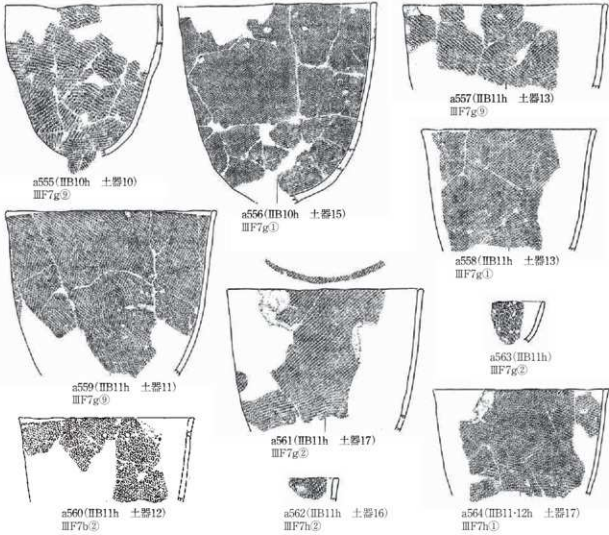 a555(ⅡB10h　土器10)
ⅢF7g⑨
a556(ⅡB10h　土器15)
ⅢF7g①
a557(ⅡB11h　土器13)
ⅢF7g⑨
a558(ⅡB11h　土器13)
ⅢF7g①
a559(ⅡB11h　土器11)
ⅢF7g⑨
a560(ⅡB11h　土器12)
ⅢF7b②
a561(ⅡB11h　土器17)
ⅢF7g②
a562(ⅡB11h　土器16)
ⅢF7h②
a563(ⅡB11h)
ⅢF7g②
a564(ⅡB11·12h　土器17)
ⅢF7h①